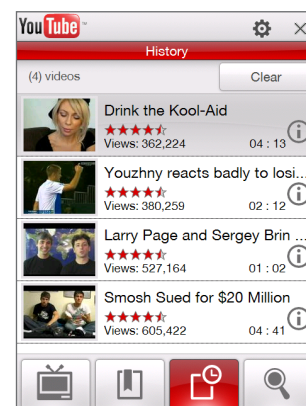 YouTube
History
(4) videos
Clear
Drink the Kool-Aid
Views: 362,224 04 : 13
Youzhny reacts badly to losi...
Views: 380,259 02 : 12
Larry Page and Sergey Brin ...
Views: 527,164 01 : 02
Smosh Sued for $20 Million
Views: 605,422 04 : 41